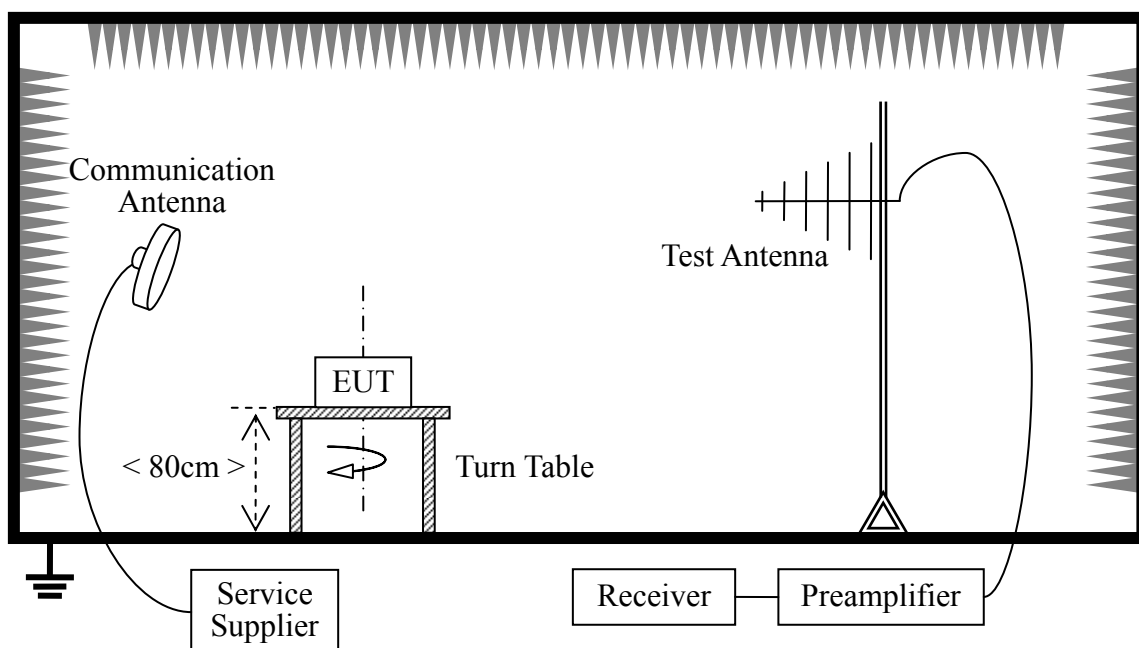 Communication
Antenna
Test Antenna
EUT
< 80cm >
Turn Table
Service
Supplier
Receiver
Preamplifier